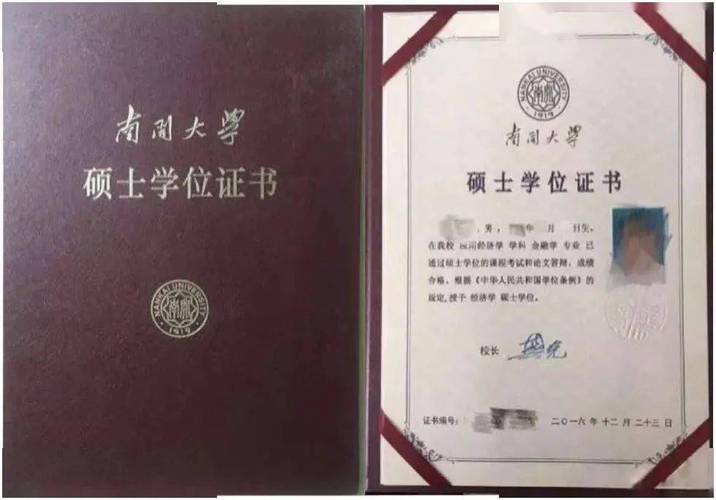 南開大學
硕士学位证书
NANKAI UNIVERSITY
南開
1919
NANKAI UNIVERSITY
南開
1919
南開大學
硕士学位证书
，男， 年 月 日生，
在我校 应用经济学 学科 金融学 专业 已
通过硕士学位的课程考试和论文答辩，成绩
合格。根据《中华人民共和国学位条例》的
规定，授予 经济学 硕士学位。
校长
证书编号： 二〇一六 年 十二 月 二十三 日